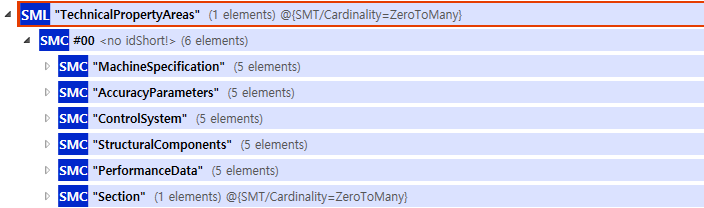 SML "TechnicalPropertyAreas" (1 elements) @{SMT/Cardinality=ZeroToMany}
SMC #00 <no idShort!> (6 elements)
SMC "MachineSpecification" (5 elements)
SMC "AccuracyParameters" (5 elements)
SMC "ControlSystem" (5 elements)
SMC "StructuralComponents" (5 elements)
SMC "PerformanceData" (5 elements)
SMC "Section" (1 elements) @{SMT/Cardinality=ZeroToMany}